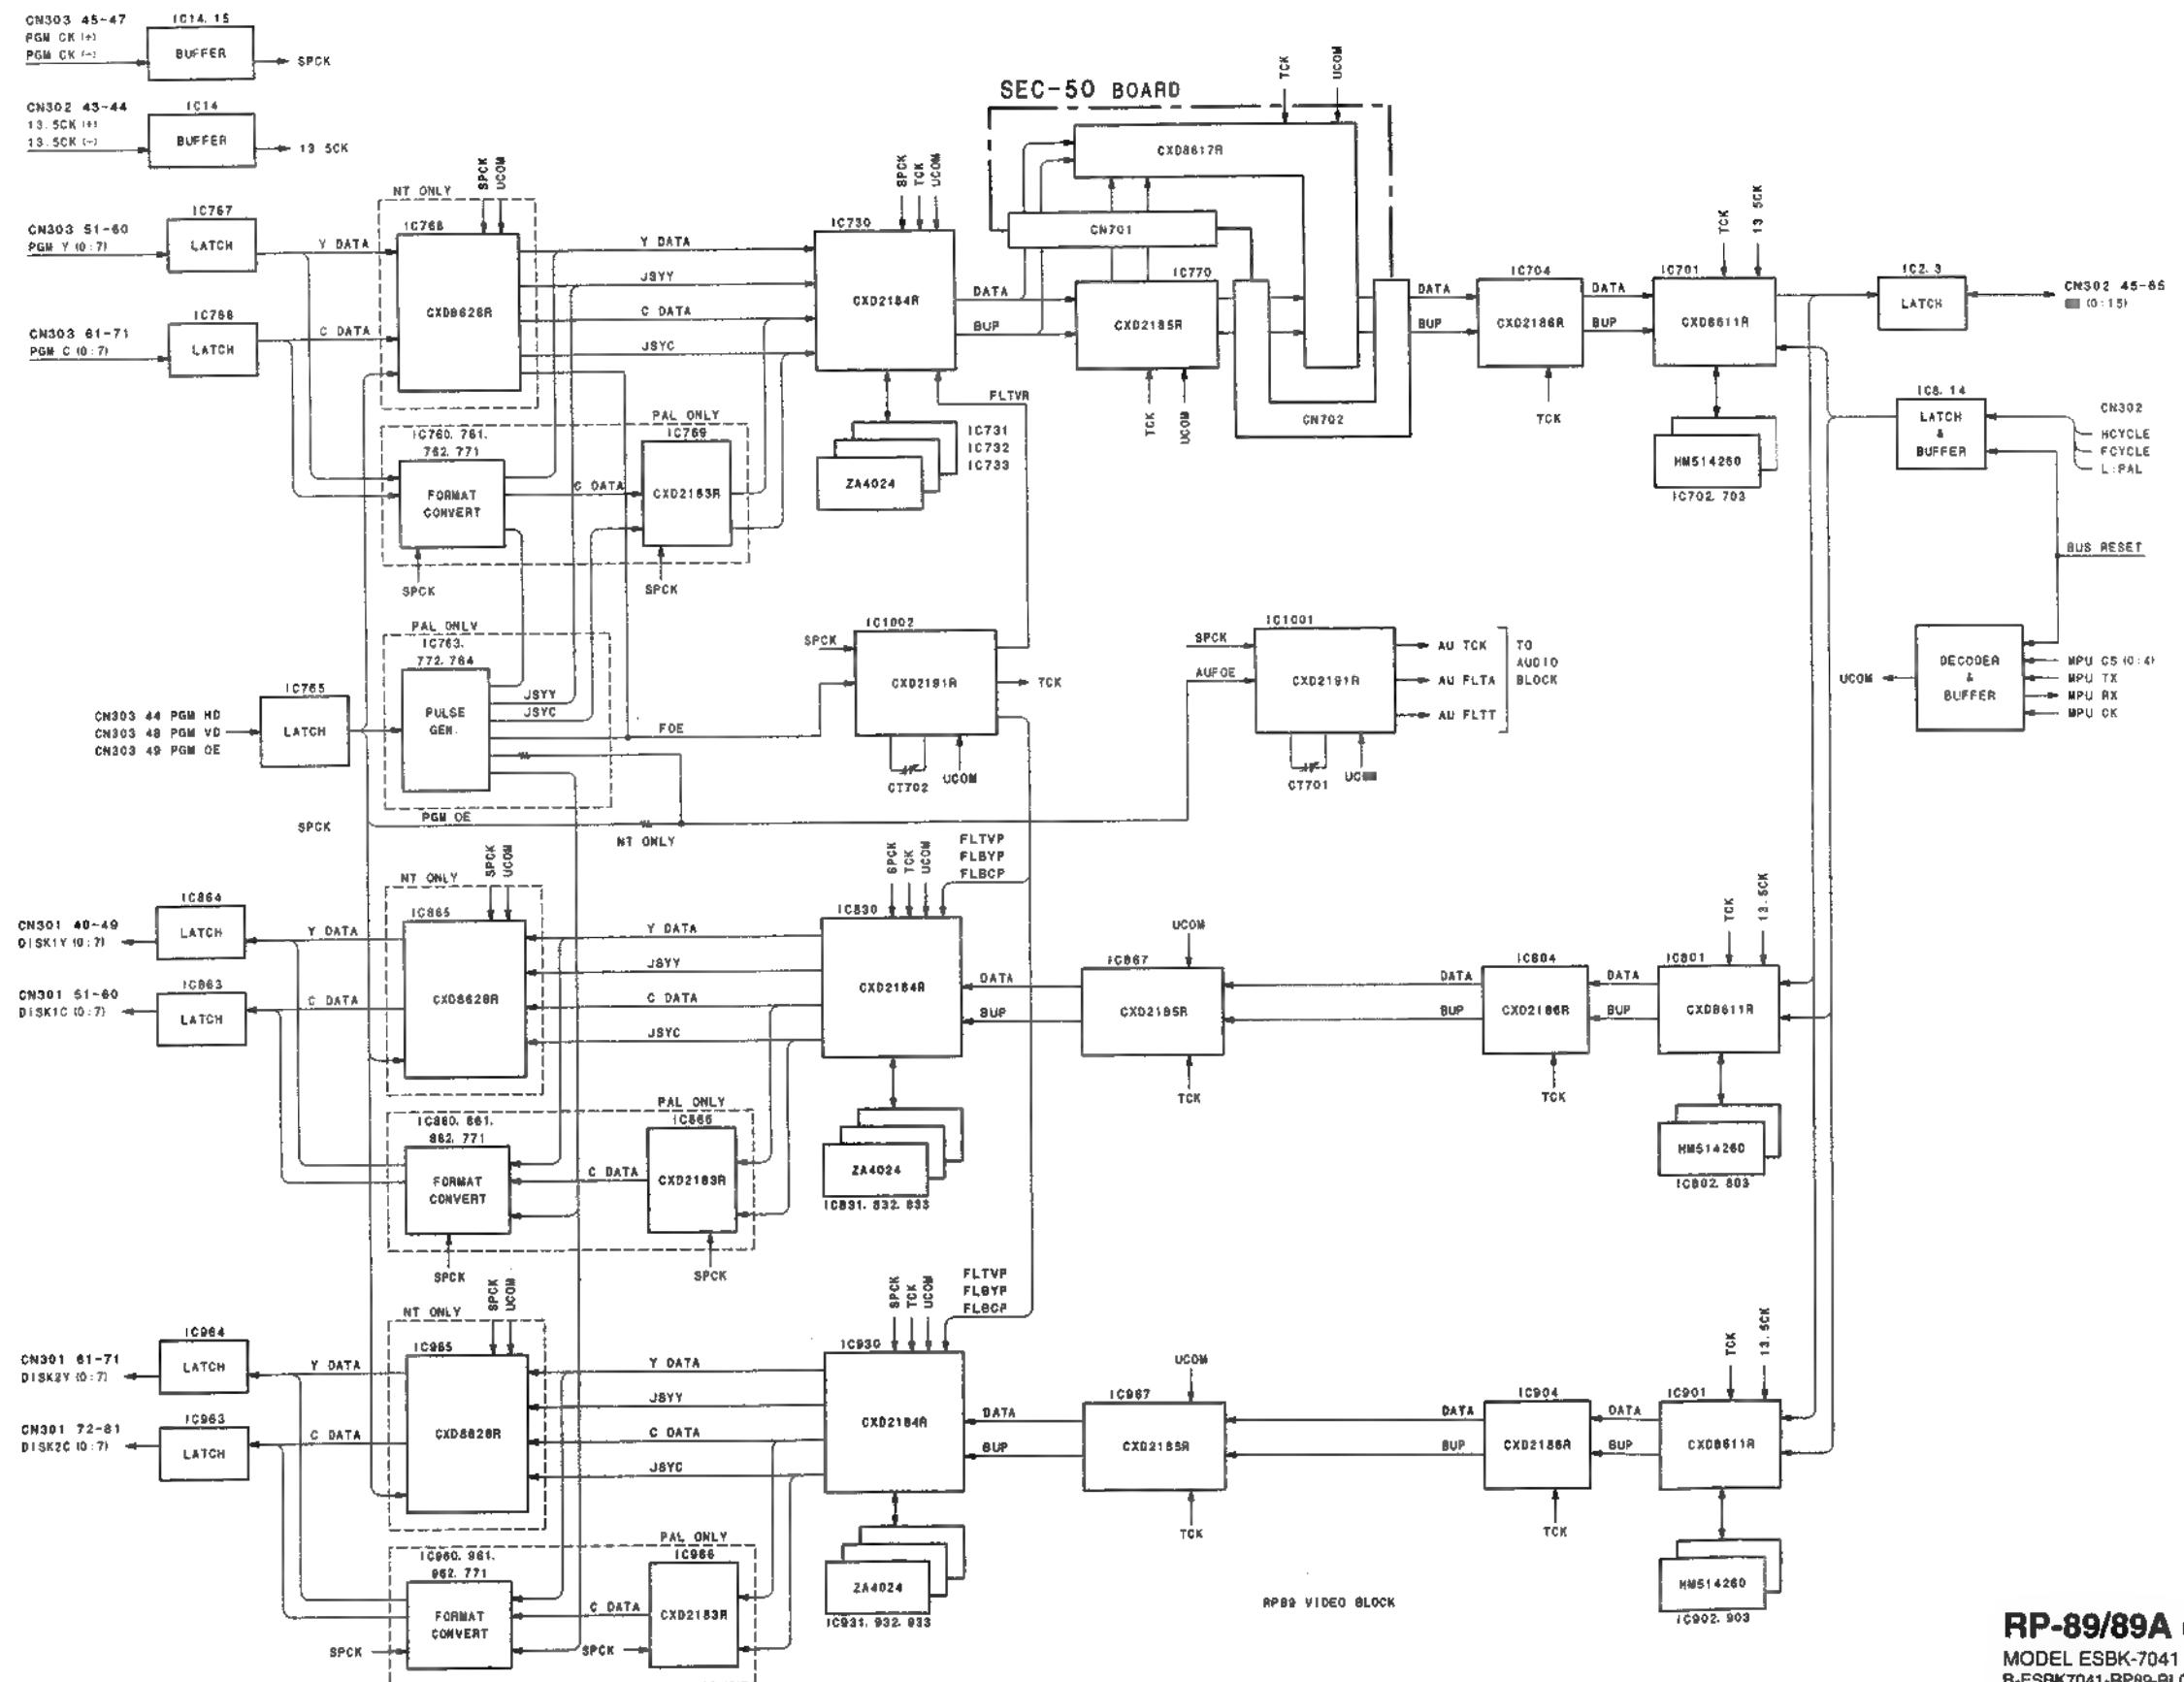 CN303 45-47
PGM CK (+)
PGM CK (-)
IC14. 15
BUFFER
SPCK
CN302 43-44
13. 5CK (+)
13. 5CK (-)
IC14
BUFFER
13 5CK
SEC-50 BOARD
TCK
UCOM
CXD8617R
CN701
CN303 51-60
PGM Y (0:7)
IC767
LATCH
Y DATA
CN303 61-71
PGM C (0:7)
IC766
LATCH
C DATA
NT ONLY
SPCK
UCOM
IC768
CXD8628R
Y DATA
JSYY
C DATA
JSYC
SPCK
TCK
UCOM
IC730
CXD2184R
DATA
BUP
FLTVR
IC731
IC732
IC733
ZA4024
IC770
CXD2185R
TCK
UCOM
CN702
DATA
BUP
IC704
CXD2186R
TCK
DATA
BUP
TCK
13 5CK
IC701
CXD8611R
HM514260
IC702. 703
IC2. 3
LATCH
CN302 45-65
(0:15)
IC8. 14
LATCH
&
BUFFER
CN302
HCYCLE
FCYCLE
L:PAL
BUS RESET
PAL ONLY
IC760. 761.
762. 771
FORMAT
CONVERT
SPCK
C DATA
IC769
CXD2183R
SPCK
PAL ONLY
IC763.
772. 764
PULSE
GEN.
JSYY
JSYC
CN303 44 PGM HD
CN303 48 PGM VD
CN303 49 PGM OE
IC765
LATCH
FOE
SPCK
IC1002
CXD2191R
TCK
CT702
UCOM
SPCK
AUFOE
IC1001
CXD2191R
AU TCK
AU FLTA
AU FLTT
TO
AUDIO
BLOCK
CT701
UCOM
DECODER
&
BUFFER
UCOM
MPU CS (0:4)
MPU TX
MPU RX
MPU CK
SPCK
PGM OE
NT ONLY
CN301 40-49
DISK1Y (0:7)
IC864
LATCH
Y DATA
CN301 51-60
DISK1C (0:7)
IC863
LATCH
C DATA
NT ONLY
SPCK
UCOM
IC865
CXD8628R
Y DATA
JSYY
C DATA
JSYC
SPCK
TCK
UCOM
FLTVP
FLBYP
FLBCP
IC830
CXD2184R
ZA4024
IC831. 832. 833
DATA
BUP
UCOM
IC867
CXD2185R
TCK
DATA
BUP
IC804
CXD2186R
TCK
DATA
BUP
TCK
13. 5CK
IC801
CXD8611R
HM514260
IC802. 803
PAL ONLY
IC860. 861.
862. 771
FORMAT
CONVERT
SPCK
C DATA
IC866
CXD2183R
SPCK
CN301 61-71
DISK2Y (0:7)
IC964
LATCH
Y DATA
CN301 72-81
DISK2C (0:7)
IC963
LATCH
C DATA
NT ONLY
SPCK
UCOM
IC965
CXD8628R
Y DATA
JSYY
C DATA
JSYC
SPCK
TCK
UCOM
FLTVP
FLBYP
FLBCP
IC930
CXD2184R
ZA4024
IC931. 932. 933
DATA
BUP
UCOM
IC967
CXD2185R
TCK
DATA
BUP
IC904
CXD2186R
TCK
DATA
BUP
TCK
13. 5CK
IC901
CXD8611R
HM514260
IC902. 903
PAL ONLY
IC960. 961.
962. 771
FORMAT
CONVERT
SPCK
C DATA
IC966
CXD2183R
SPCK
RP89 VIDEO BLOCK
RP-89/89A
MODEL ESBK-7041